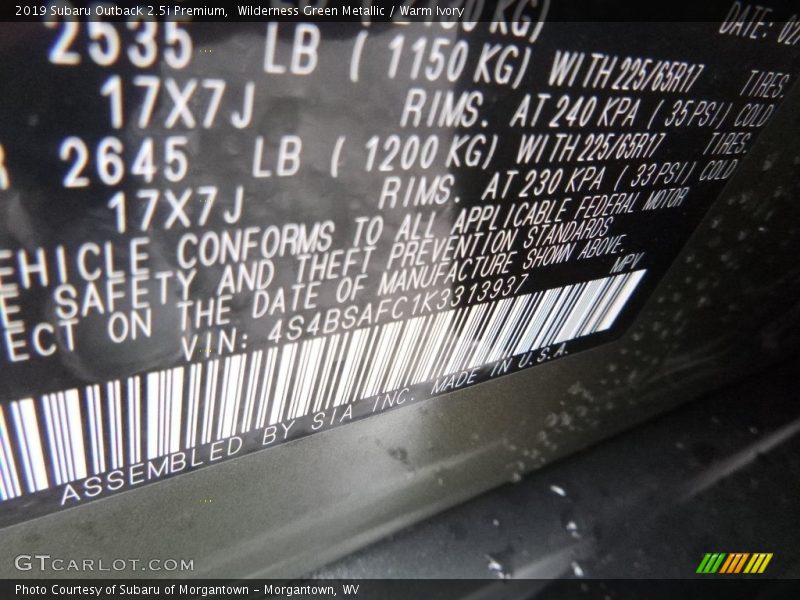 2019 Subaru Outback 2.5i Premium,  Wilderness Green Metallic / Warm Ivory
DATE:
2535 LB ( 1150 KG) WITH 225/65R17 TIRES.
17X7J RIMS. AT 240 KPA ( 35 PSI) COLD
2645 LB ( 1200 KG) WITH 225/65R17 TIRES.
17X7J RIMS. AT 230 KPA ( 33 PSI) COLD
EHICLE CONFORMS TO ALL APPLICABLE FEDERAL MOTOR
E SAFETY AND THEFT PREVENTION STANDARDS
ECT ON THE DATE OF MANUFACTURE SHOWN ABOVE.
VIN: 4S4BSAFC1K3313937 MPV
ASSEMBLED BY SIA INC. MADE IN U.S.A.
GTCARLOT.COM
Photo Courtesy of Subaru of Morgantown – Morgantown, WV